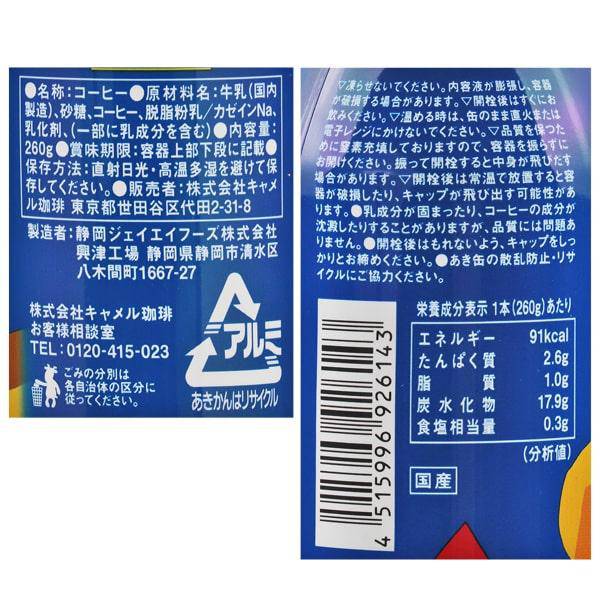 ●名称:コーヒー●原材料名:牛乳(国内
製造)、砂糖、コーヒー、脱脂粉乳/カゼインNa、
乳化剤、(一部に乳成分を含む)●内容量:
260g●賞味期限:容器上部下段に記載●
保存方法:直射日光・高温多湿を避けて保
存してください。●販売者:株式会社キャメ
ル珈琲 東京都世田谷区代田2-31-8
製造者:静岡ジェイエイフーズ株式会社
興津工場 静岡県静岡市清水区
八木間町1667-27
株式会社キャメル珈琲
お客様相談室
TEL:0120-415-023
ごみの分別は
各自治体の区分に
従ってください。
アルミ
あきかんはリサイクル
▽凍らせないでください。内容液が膨張し、容器
が破損する場合があります。▽開栓後はすぐにお
飲みください。▽温める時は、缶のまま直火または
電子レンジにかけないでください。▽品質を保つた
めに窒素充填しておりますので、容器を振らずに
お開けください。振って開栓すると中身が飛びだす
場合があります。▽開栓後は常温で放置すると容器
が破損したり、キャップが飛び出す可能性がありま
す。●乳成分が固まったり、コーヒーの成分が
沈澱したりすることがありますが、品質には問題あ
りません。●開栓後はもれないよう、キャップをしっ
かりとお締めください。●あき缶の散乱防止・リサ
イクルにご協力ください。
栄養成分表示 1本(260g)あたり
エネルギー 91kcal
たんぱく質 2.6g
脂質 1.0g
炭水化物 17.9g
食塩相当量 0.3g
(分析値)
国産
4 515996 926143